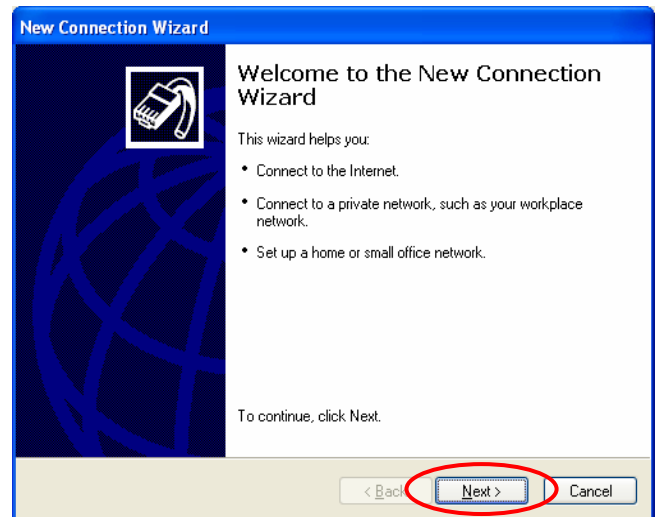 New Connection Wizard
Welcome to the New Connection
Wizard
This wizard helps you:
• Connect to the Internet.
• Connect to a private network, such as your workplace
network.
• Set up a home or small office network.
To continue, click Next.
< Back Next > Cancel